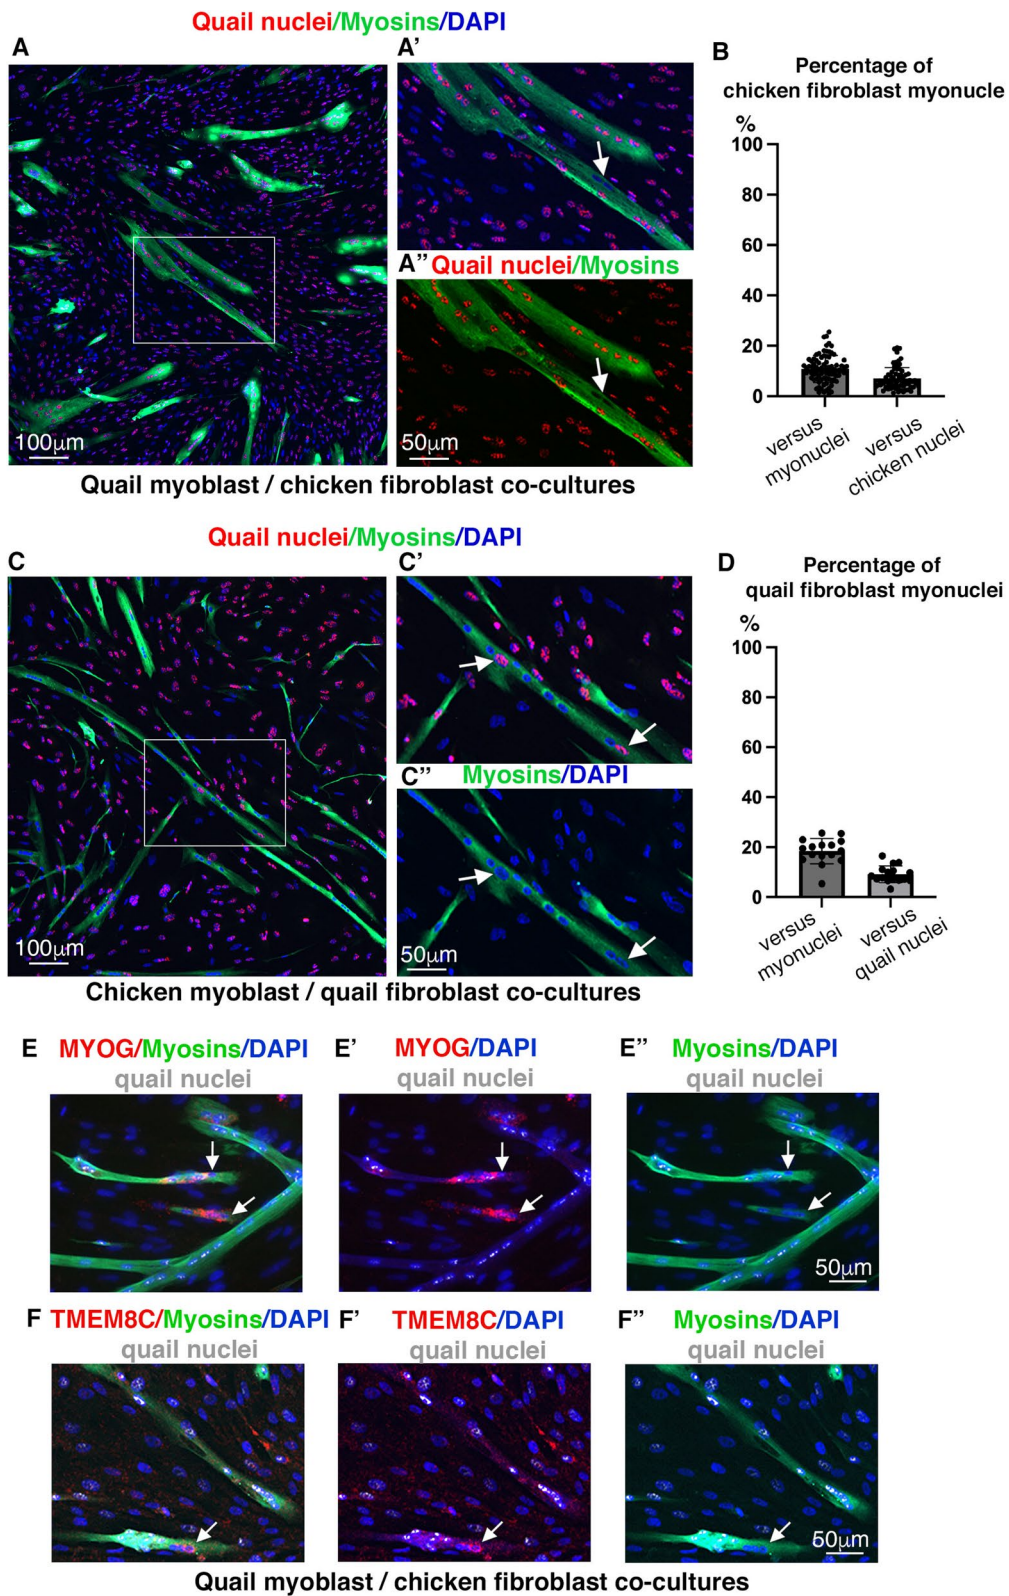 Quail nuclei/Myosins/DAPI
A
A'
A" Quail nuclei/Myosins
100μm
50μm
Quail myoblast / chicken fibroblast co-cultures
B
Percentage of
chicken fibroblast myonucle
%
100
80
60
40
20
0
versus
myonuclei
versus
chicken nuclei
Quail nuclei/Myosins/DAPI
C
C'
C" Myosins/DAPI
100μm
50μm
Chicken myoblast / quail fibroblast co-cultures
D
Percentage of
quail fibroblast myonuclei
%
100
80
60
40
20
0
versus
myonuclei
versus
quail nuclei
E MYOG/Myosins/DAPI
quail nuclei
E' MYOG/DAPI
quail nuclei
E" Myosins/DAPI
quail nuclei
50μm
F TMEM8C/Myosins/DAPI
quail nuclei
F' TMEM8C/DAPI
quail nuclei
F" Myosins/DAPI
quail nuclei
50μm
Quail myoblast / chicken fibroblast co-cultures